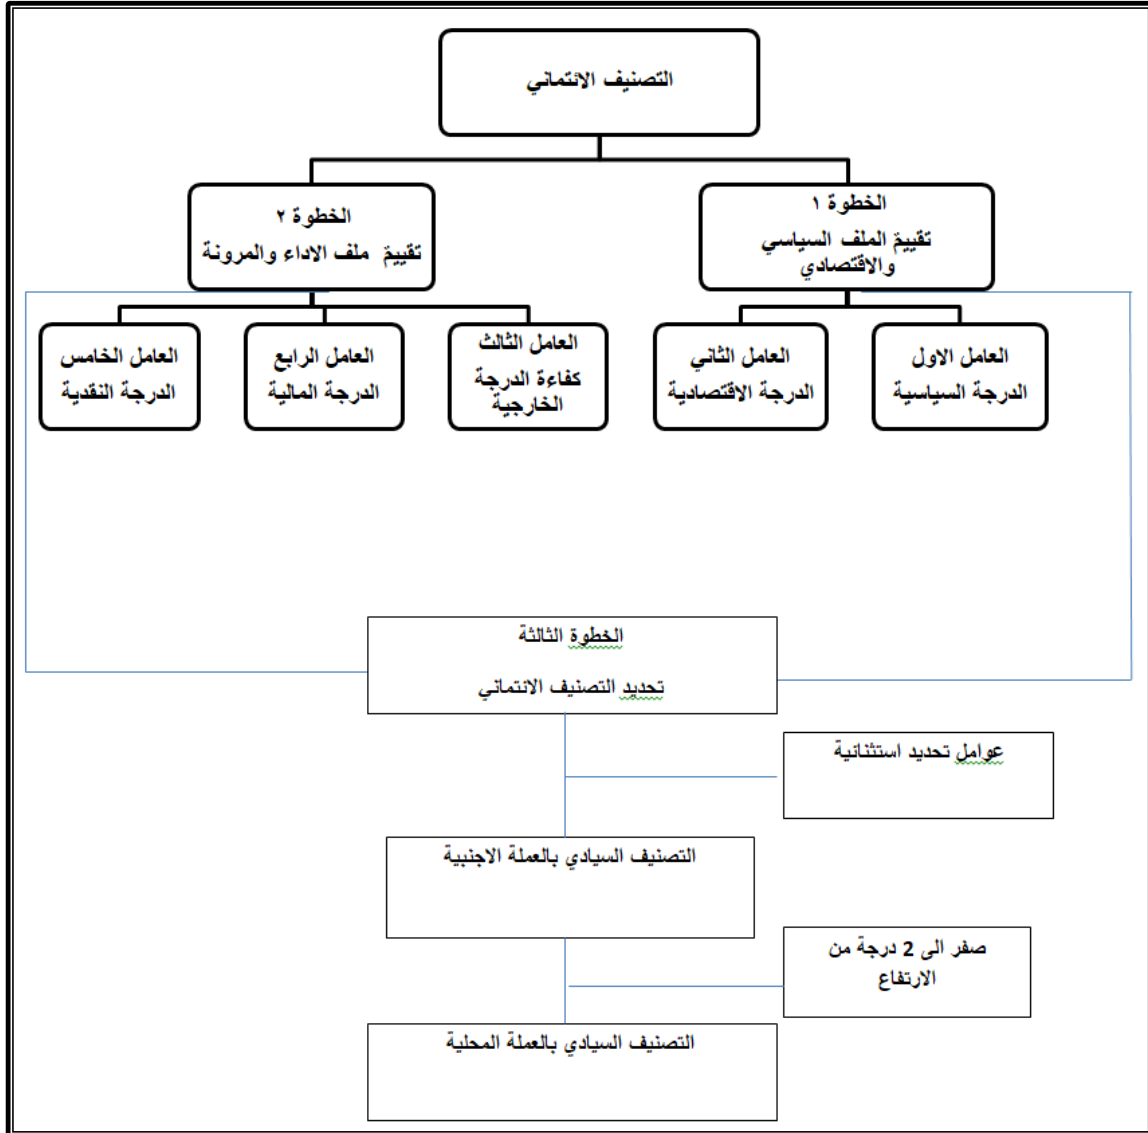 التصنيف الائتماني
الخطوة ١
تقييم الملف السياسي
والاقتصادي
الخطوة ٢
تقييم ملف الاداء والمرونة
العامل الاول
الدرجة السياسية
العامل الثاني
الدرجة الاقتصادية
العامل الثالث
كفاءة الدرجة
الخارجية
العامل الرابع
الدرجة المالية
العامل الخامس
الدرجة النقدية
الخطوة الثالثة
تحديد التصنيف الائتماني
عوامل تحديد استثنائية
التصنيف السيادي بالعملة الاجنبية
صفر الى 2 درجة من
الارتفاع
التصنيف السيادي بالعملة المحلية